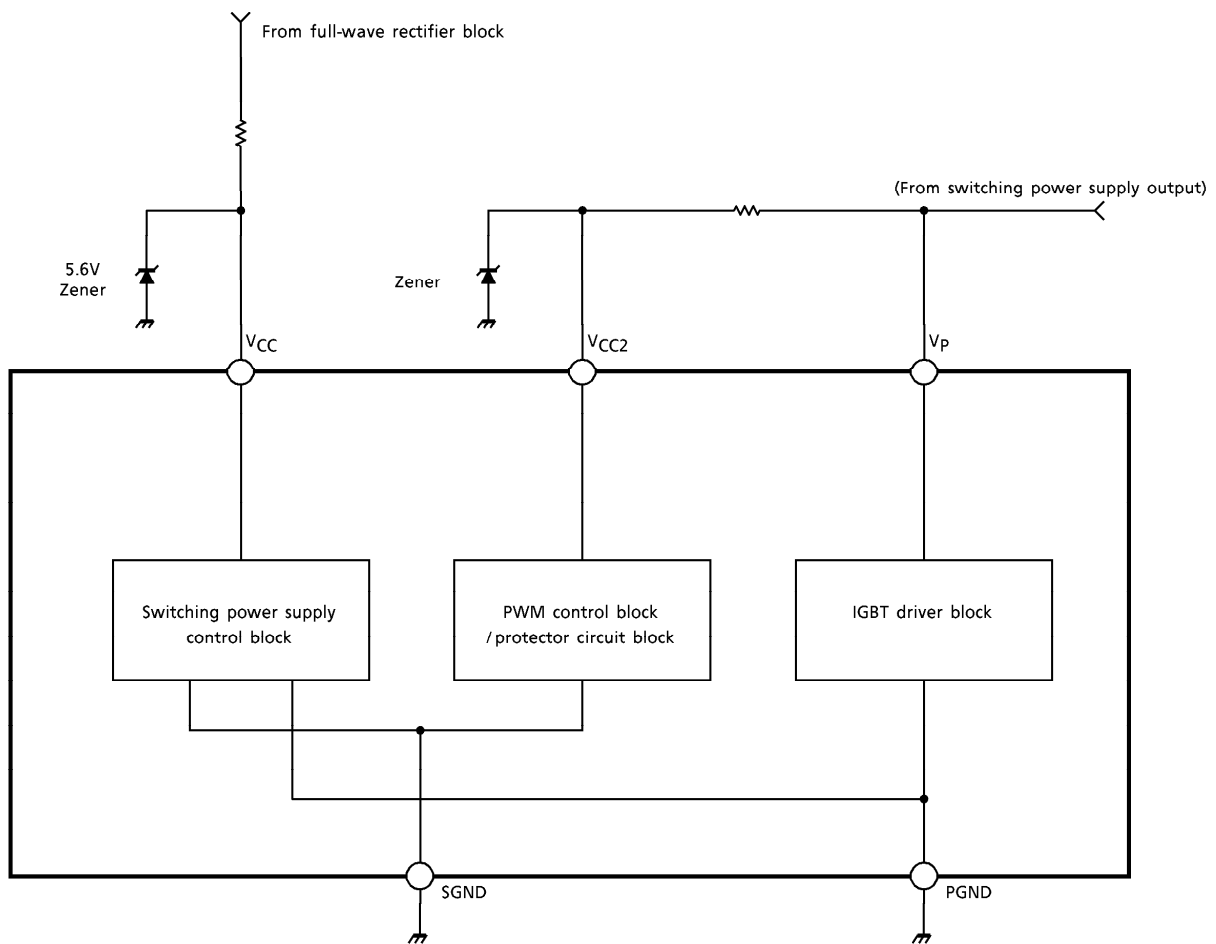 From full-wave rectifier block
(From switching power supply output)
5.6V
Zener
Zener
VCC
VCC2
VP
Switching power supply
control block
PWM control block
/protector circuit block
IGBT driver block
SGND
PGND